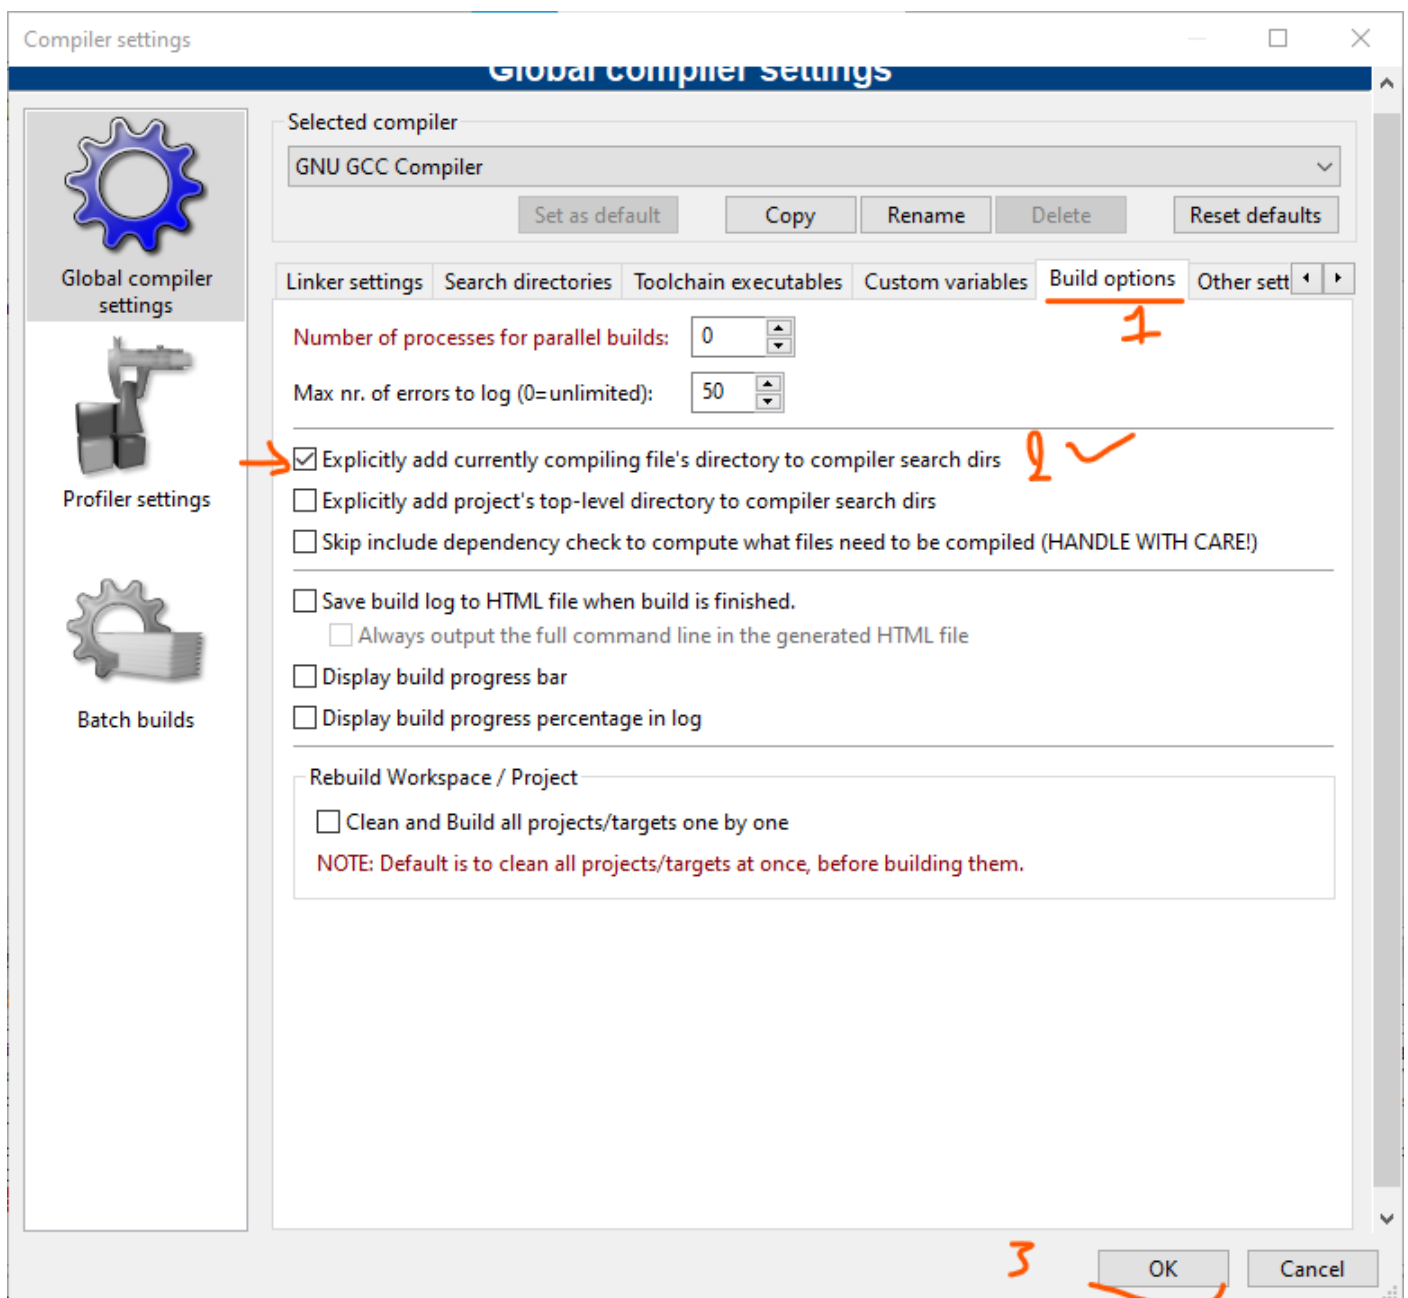 Compiler settings
Global compiler settings
Global compiler
settings
Profiler settings
Batch builds
Selected compiler
GNU GCC Compiler
Set as default Copy Rename Delete Reset defaults
Linker settings Search directories Toolchain executables Custom variables Build options Other sett
1
Number of processes for parallel builds: 0
Max nr. of errors to log (0=unlimited): 50
Explicitly add currently compiling file's directory to compiler search dirs 2
Explicitly add project's top-level directory to compiler search dirs
Skip include dependency check to compute what files need to be compiled (HANDLE WITH CARE!)
Save build log to HTML file when build is finished.
Always output the full command line in the generated HTML file
Display build progress bar
Display build progress percentage in log
Rebuild Workspace / Project
Clean and Build all projects/targets one by one
NOTE: Default is to clean all projects/targets at once, before building them.
3 OK Cancel